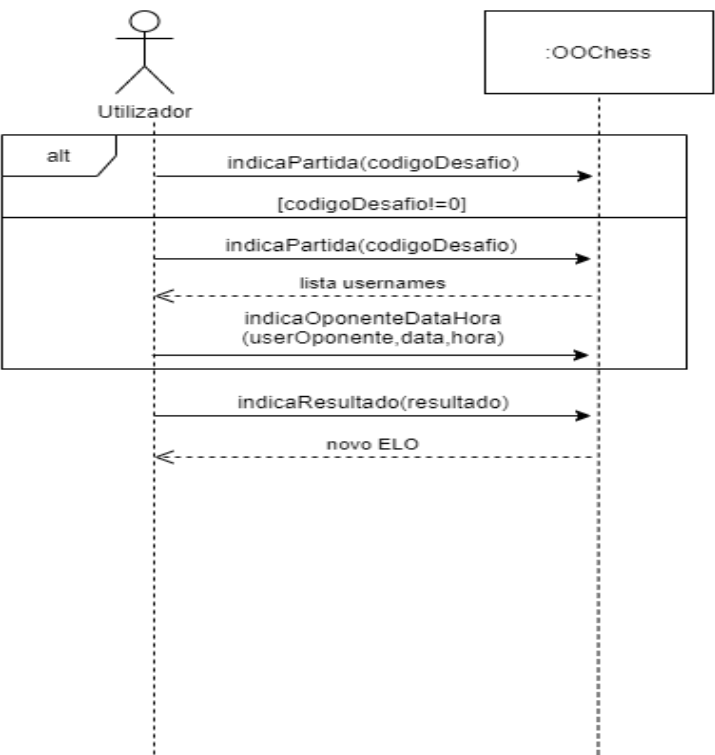 :OOChess
Utilizador
alt
indicaPartida(codigoDesafio)
[codigoDesafio!=0]
indicaPartida(codigoDesafio)
lista usernames
indicaOponenteDataHora
(userOponente,data,hora)
indicaResultado(resultado)
novo ELO